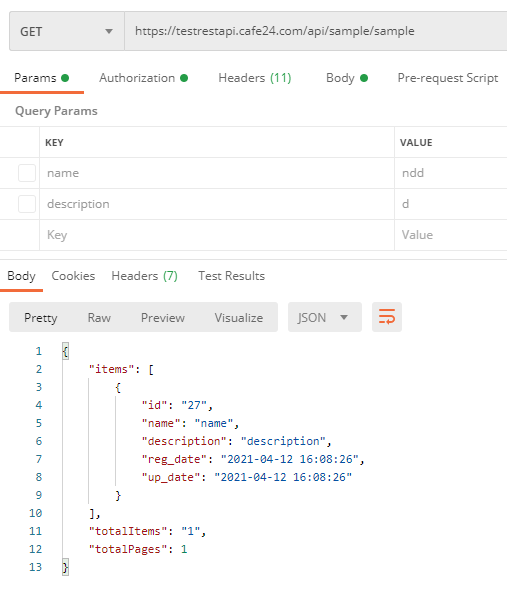 GET https://testrestapi.cafe24.com/api/sample/sample
Params Authorization Headers (11) Body Pre-request Script
Query Params
KEY VALUE
name ndd
description d
Key Value
Body Cookies Headers (7) Test Results
Pretty Raw Preview Visualize JSON
1 {
2 "items": [
3 {
4 "id": "27",
5 "name": "name",
6 "description": "description",
7 "reg_date": "2021-04-12 16:08:26",
8 "up_date": "2021-04-12 16:08:26"
9 }
10 ],
11 "totalItems": "1",
12 "totalPages": 1
13 }